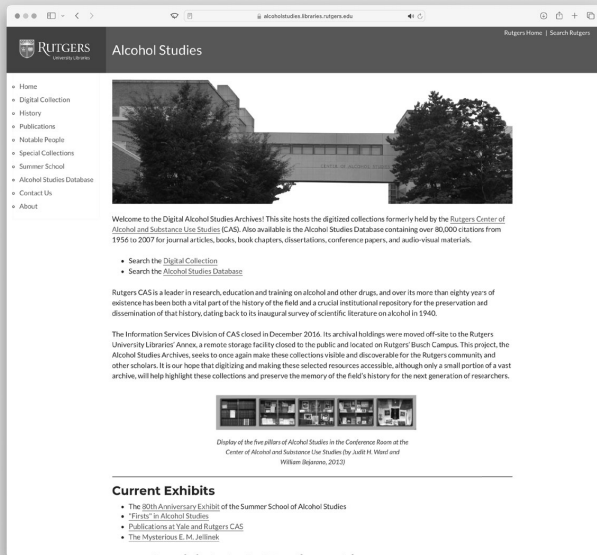 alcoholstudies.libraries.rutgers.edu
Rutgers Home | Search Rutgers
RUTGERS
University Libraries
Alcohol Studies
Home
Digital Collection
History
Publications
Notable People
Special Collections
Summer School
Alcohol Studies Database
Contact Us
About
Welcome to the Digital Alcohol Studies Archives! This site hosts the digitized collections formerly held by the Rutgers Center of
Alcohol and Substance Use Studies (CAS). Also available is the Alcohol Studies Database containing over 80,000 citations from
1956 to 2007 for journal articles, books, book chapters, dissertations, conference papers, and audio-visual materials.
Search the Digital Collection
Search the Alcohol Studies Database
Rutgers CAS is a leader in research, education and training on alcohol and other drugs, and over its more than eighty years of
existence has been both a vital part of the history of the field and a crucial institutional repository for the preservation and
dissemination of that history, dating back to its inaugural survey of scientific literature on alcohol in 1940.
The Information Services Division of CAS closed in December 2016. Its archival holdings were moved off-site to the Rutgers
University Libraries' Annex, a remote storage facility closed to the public and located on Rutgers' Busch Campus. This project, the
Alcohol Studies Archives, seeks to once again make these collections visible and discoverable for the Rutgers community and
other scholars. It is our hope that digitizing and making these selected resources accessible, although only a small portion of a vast
archive, will help highlight these collections and preserve the memory of the field's history for the next generation of researchers.
Display of the five pillars of Alcohol Studies in the Conference Room at the
Center of Alcohol and Substance Use Studies (by Judit H. Ward and
William Bejarano, 2013)
Current Exhibits
The 80th Anniversary Exhibit of the Summer School of Alcohol Studies
"Firsts" in Alcohol Studies
Publications at Yale and Rutgers CAS
The Mysterious E. M. Jellinek